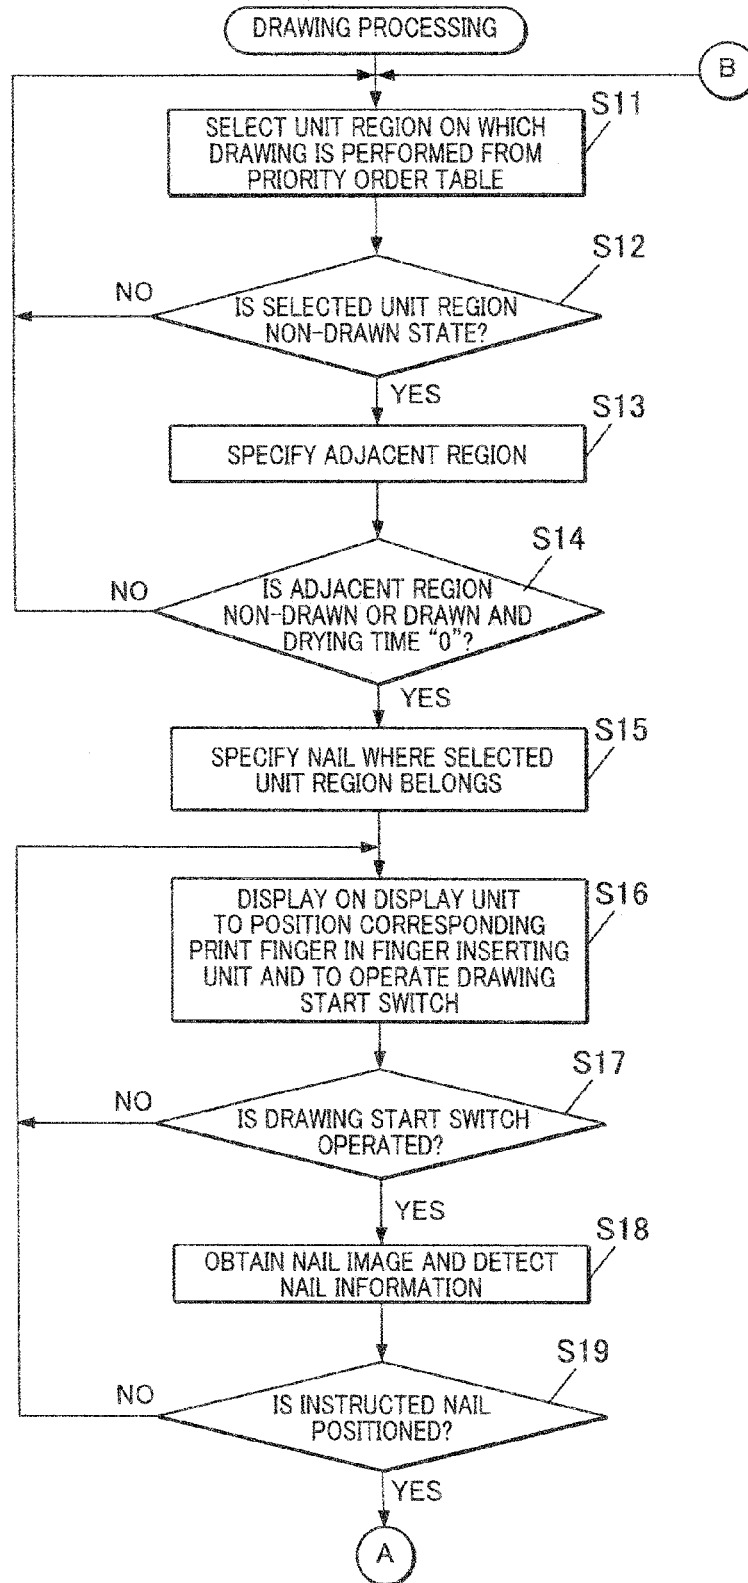 DRAWING PROCESSING
B
S11
SELECT UNIT REGION ON WHICH
DRAWING IS PERFORMED FROM
PRIORITY ORDER TABLE
S12
NO
IS SELECTED UNIT REGION
NON-DRAWN STATE?
YES
S13
SPECIFY ADJACENT REGION
S14
NO
IS ADJACENT REGION
NON-DRAWN OR DRAWN AND
DRYING TIME “0”?
YES
S15
SPECIFY NAIL WHERE SELECTED
UNIT REGION BELONGS
S16
DISPLAY ON DISPLAY UNIT
TO POSITION CORRESPONDING
PRINT FINGER IN FINGER INSERTING
UNIT AND TO OPERATE DRAWING
START SWITCH
S17
NO
IS DRAWING START SWITCH
OPERATED?
YES
S18
OBTAIN NAIL IMAGE AND DETECT
NAIL INFORMATION
S19
NO
IS INSTRUCTED NAIL
POSITIONED?
YES
A